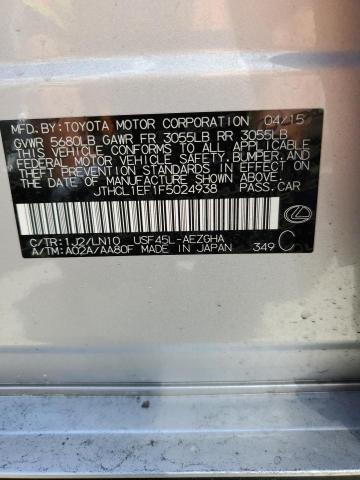 MFD. BY: TOYOTA MOTOR CORPORATION 04/15
GVWR 5680LB GAWR FR 3055LB RR 3055LB
THIS VEHICLE CONFORMS TO ALL APPLICABLE
FEDERAL MOTOR VEHICLE SAFETY, BUMPER, AND
THEFT PREVENTION STANDARDS IN EFFECT ON THE
DATE OF MANUFACTURE SHOWN ABOVE.
JTHCL1EF1F5024938 PASS.CAR
C/TR:1J2/LN10 USF45L-AEZGHA
A/TM:A02A/AA80F MADE IN JAPAN 349 C